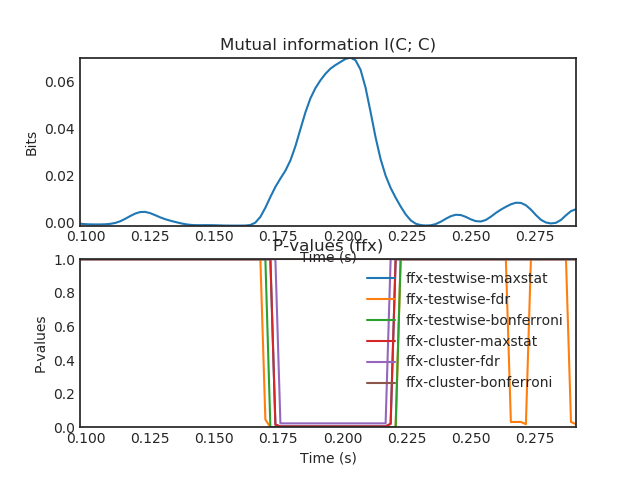 Mutual information I(C; C)
0.06
0.04
0.02
0.00
Bits
0.100 0.125 0.150 0.175 0.200 0.225 0.250 0.275
Time (s)
P-values (ffx)
1.0
0.8
0.6
0.4
0.2
0.0
P-values
ffx-testwise-maxstat
ffx-testwise-fdr
ffx-testwise-bonferroni
ffx-cluster-maxstat
ffx-cluster-fdr
ffx-cluster-bonferroni
0.100 0.125 0.150 0.175 0.200 0.225 0.250 0.275
Time (s)